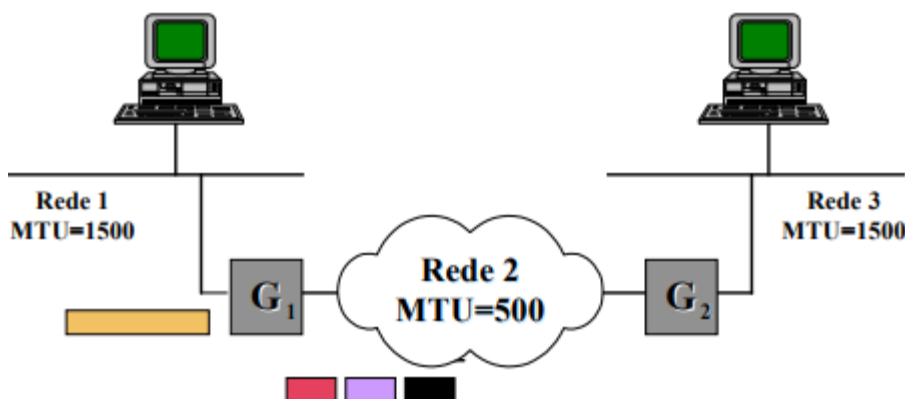 Rede 1
MTU=1500
Rede 3
MTU=1500
G1
Rede 2
MTU=500
G2